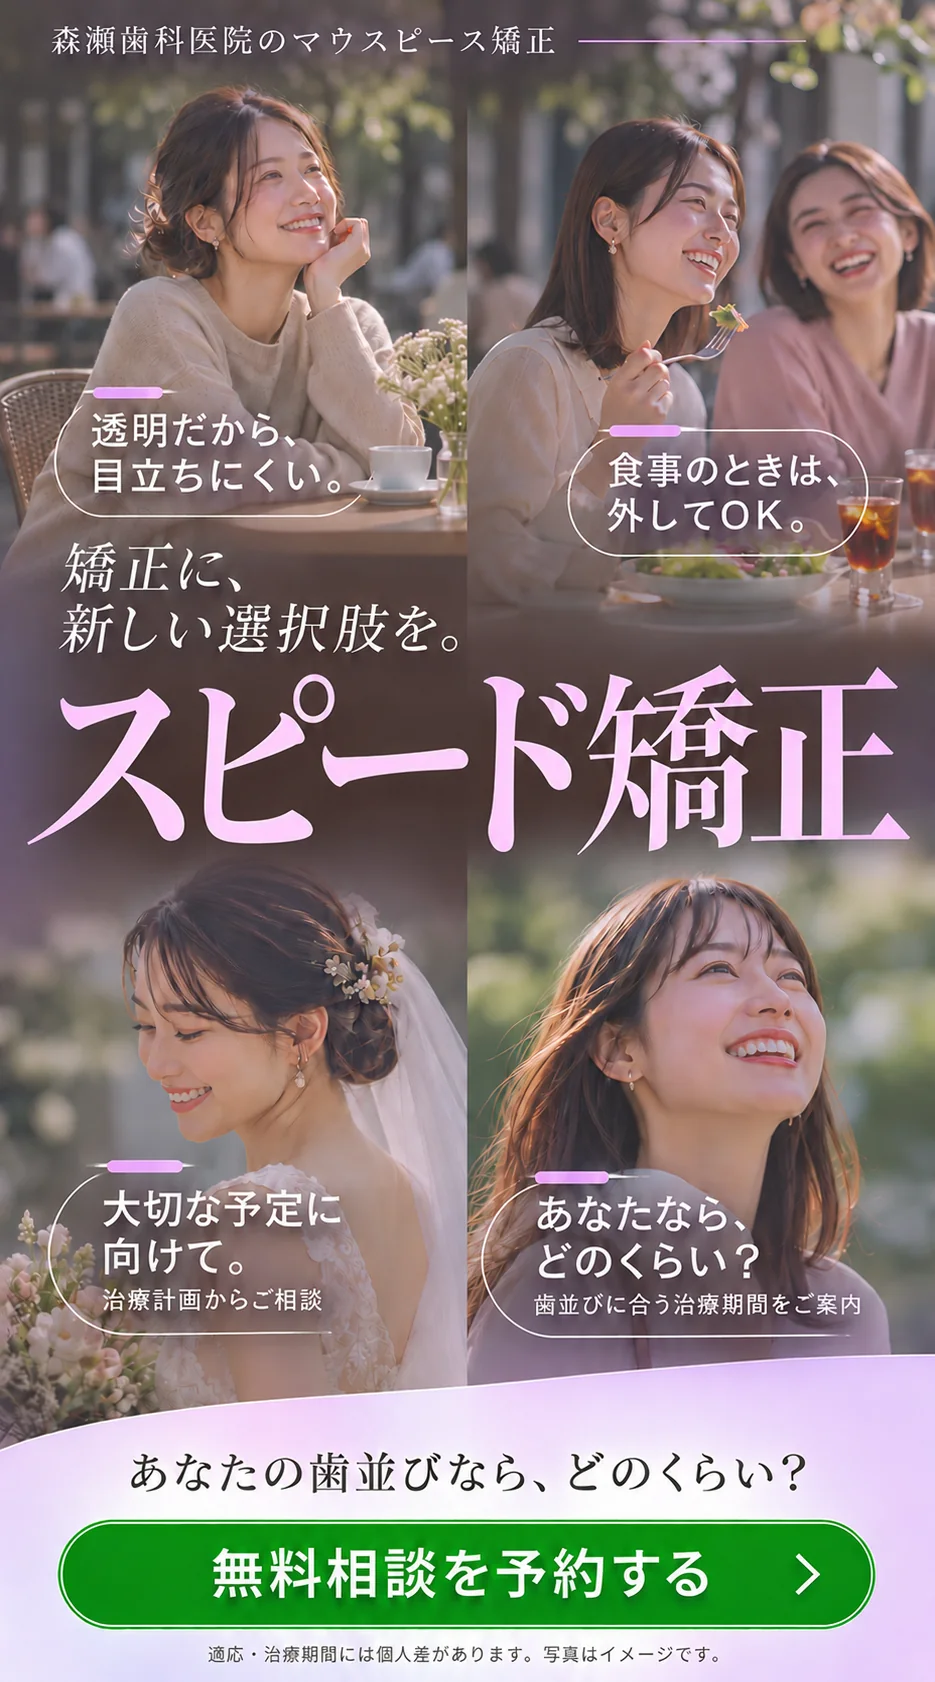 森瀬歯科医院のマウスピース矯正
透明だから、
目立ちにくい。
食事のときは、
外してOK。
矯正に、
新しい選択肢を。
スピード矯正
大切な予定に
向けて。
治療計画からご相談
あなたなら、
どのくらい？
歯並びに合う治療期間をご案内
あなたの歯並びなら、どのくらい？
無料相談を予約する
適応・治療期間には個人差があります。写真はイメージです。